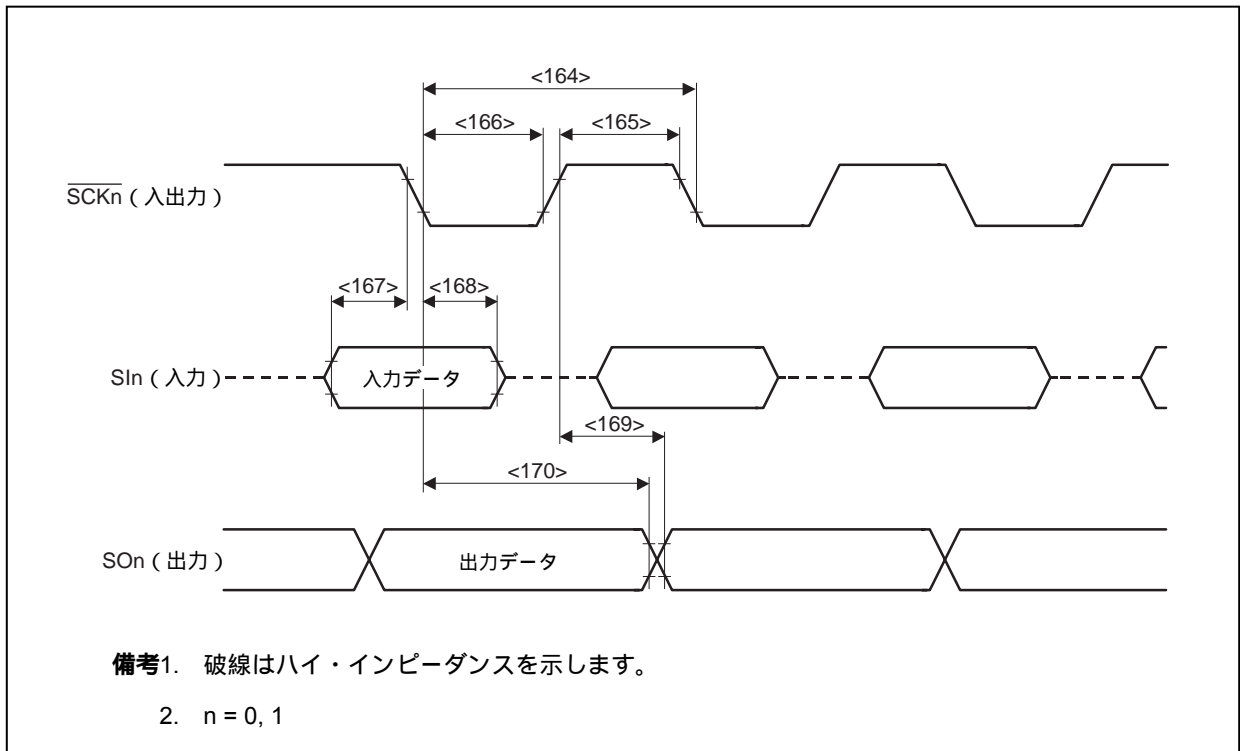 <164>
<166> <165>
SCKn（入出力）
<167> <168>
SIn（入力） 入力データ
<169>
<170>
SOn（出力） 出力データ
備考1. 破線はハイ・インピーダンスを示します。
2. n = 0, 1